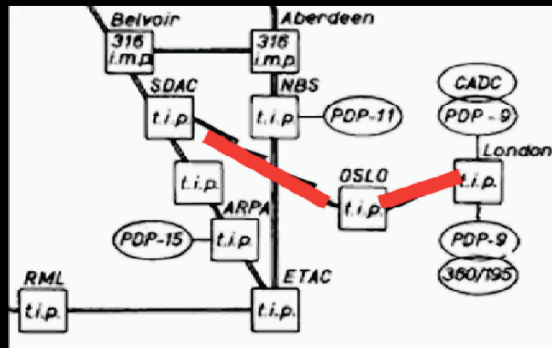 Belvoir
Aberdeen
316
i.m.p.
316
i.m.p.
SDAC
NBS
CADC
t.i.p.
t.i.p.
PDP-11
PDP-9
London
t.i.p.
OSLO
t.i.p.
t.i.p.
ARPA
PDP-15
t.i.p.
PDP-9
RML
ETAC
360/195
t.i.p.
t.i.p.